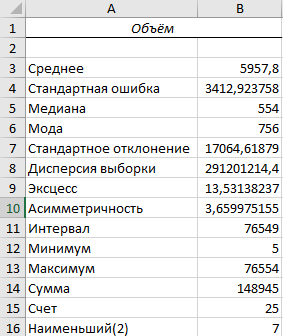 A B
1 Объём
2
3 Среднее 5957,8
4 Стандартная ошибка 3412,923758
5 Медиана 554
6 Мода 756
7 Стандартное отклонение 17064,61879
8 Дисперсия выборки 291201214,4
9 Эксцесс 13,53138237
10 Асимметричность 3,659975155
11 Интервал 76549
12 Минимум 5
13 Максимум 76554
14 Сумма 148945
15 Счет 25
16 Наименьший(2) 7